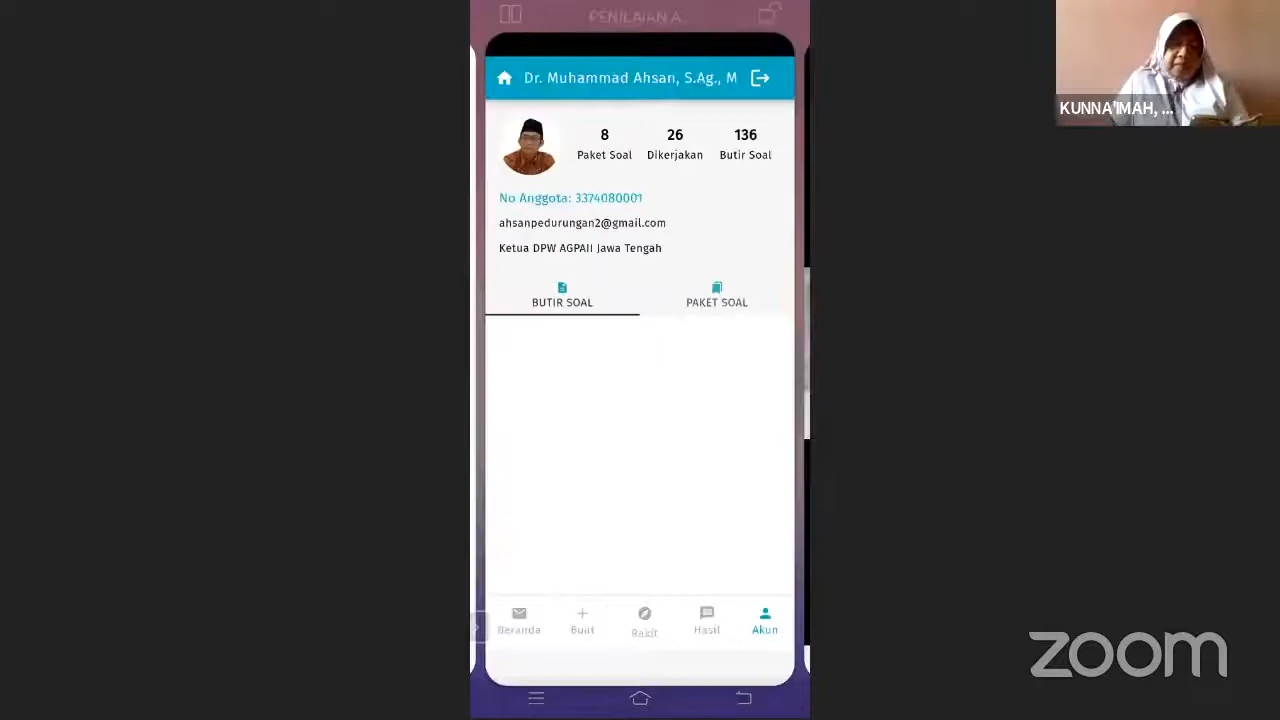 PENILAIAN A...
KUNNA'IMAH, ...
Dr. Muhammad Ahsan, S.Ag., M
8 26 136
Paket Soal Dikerjakan Butir Soal
No Anggota: 3374080001
ahsanpedurungan2@gmail.com
Ketua DPW AGPAII Jawa Tengah
BUTIR SOAL PAKET SOAL
Beranda Buat Rakit Hasil Akun
zoom